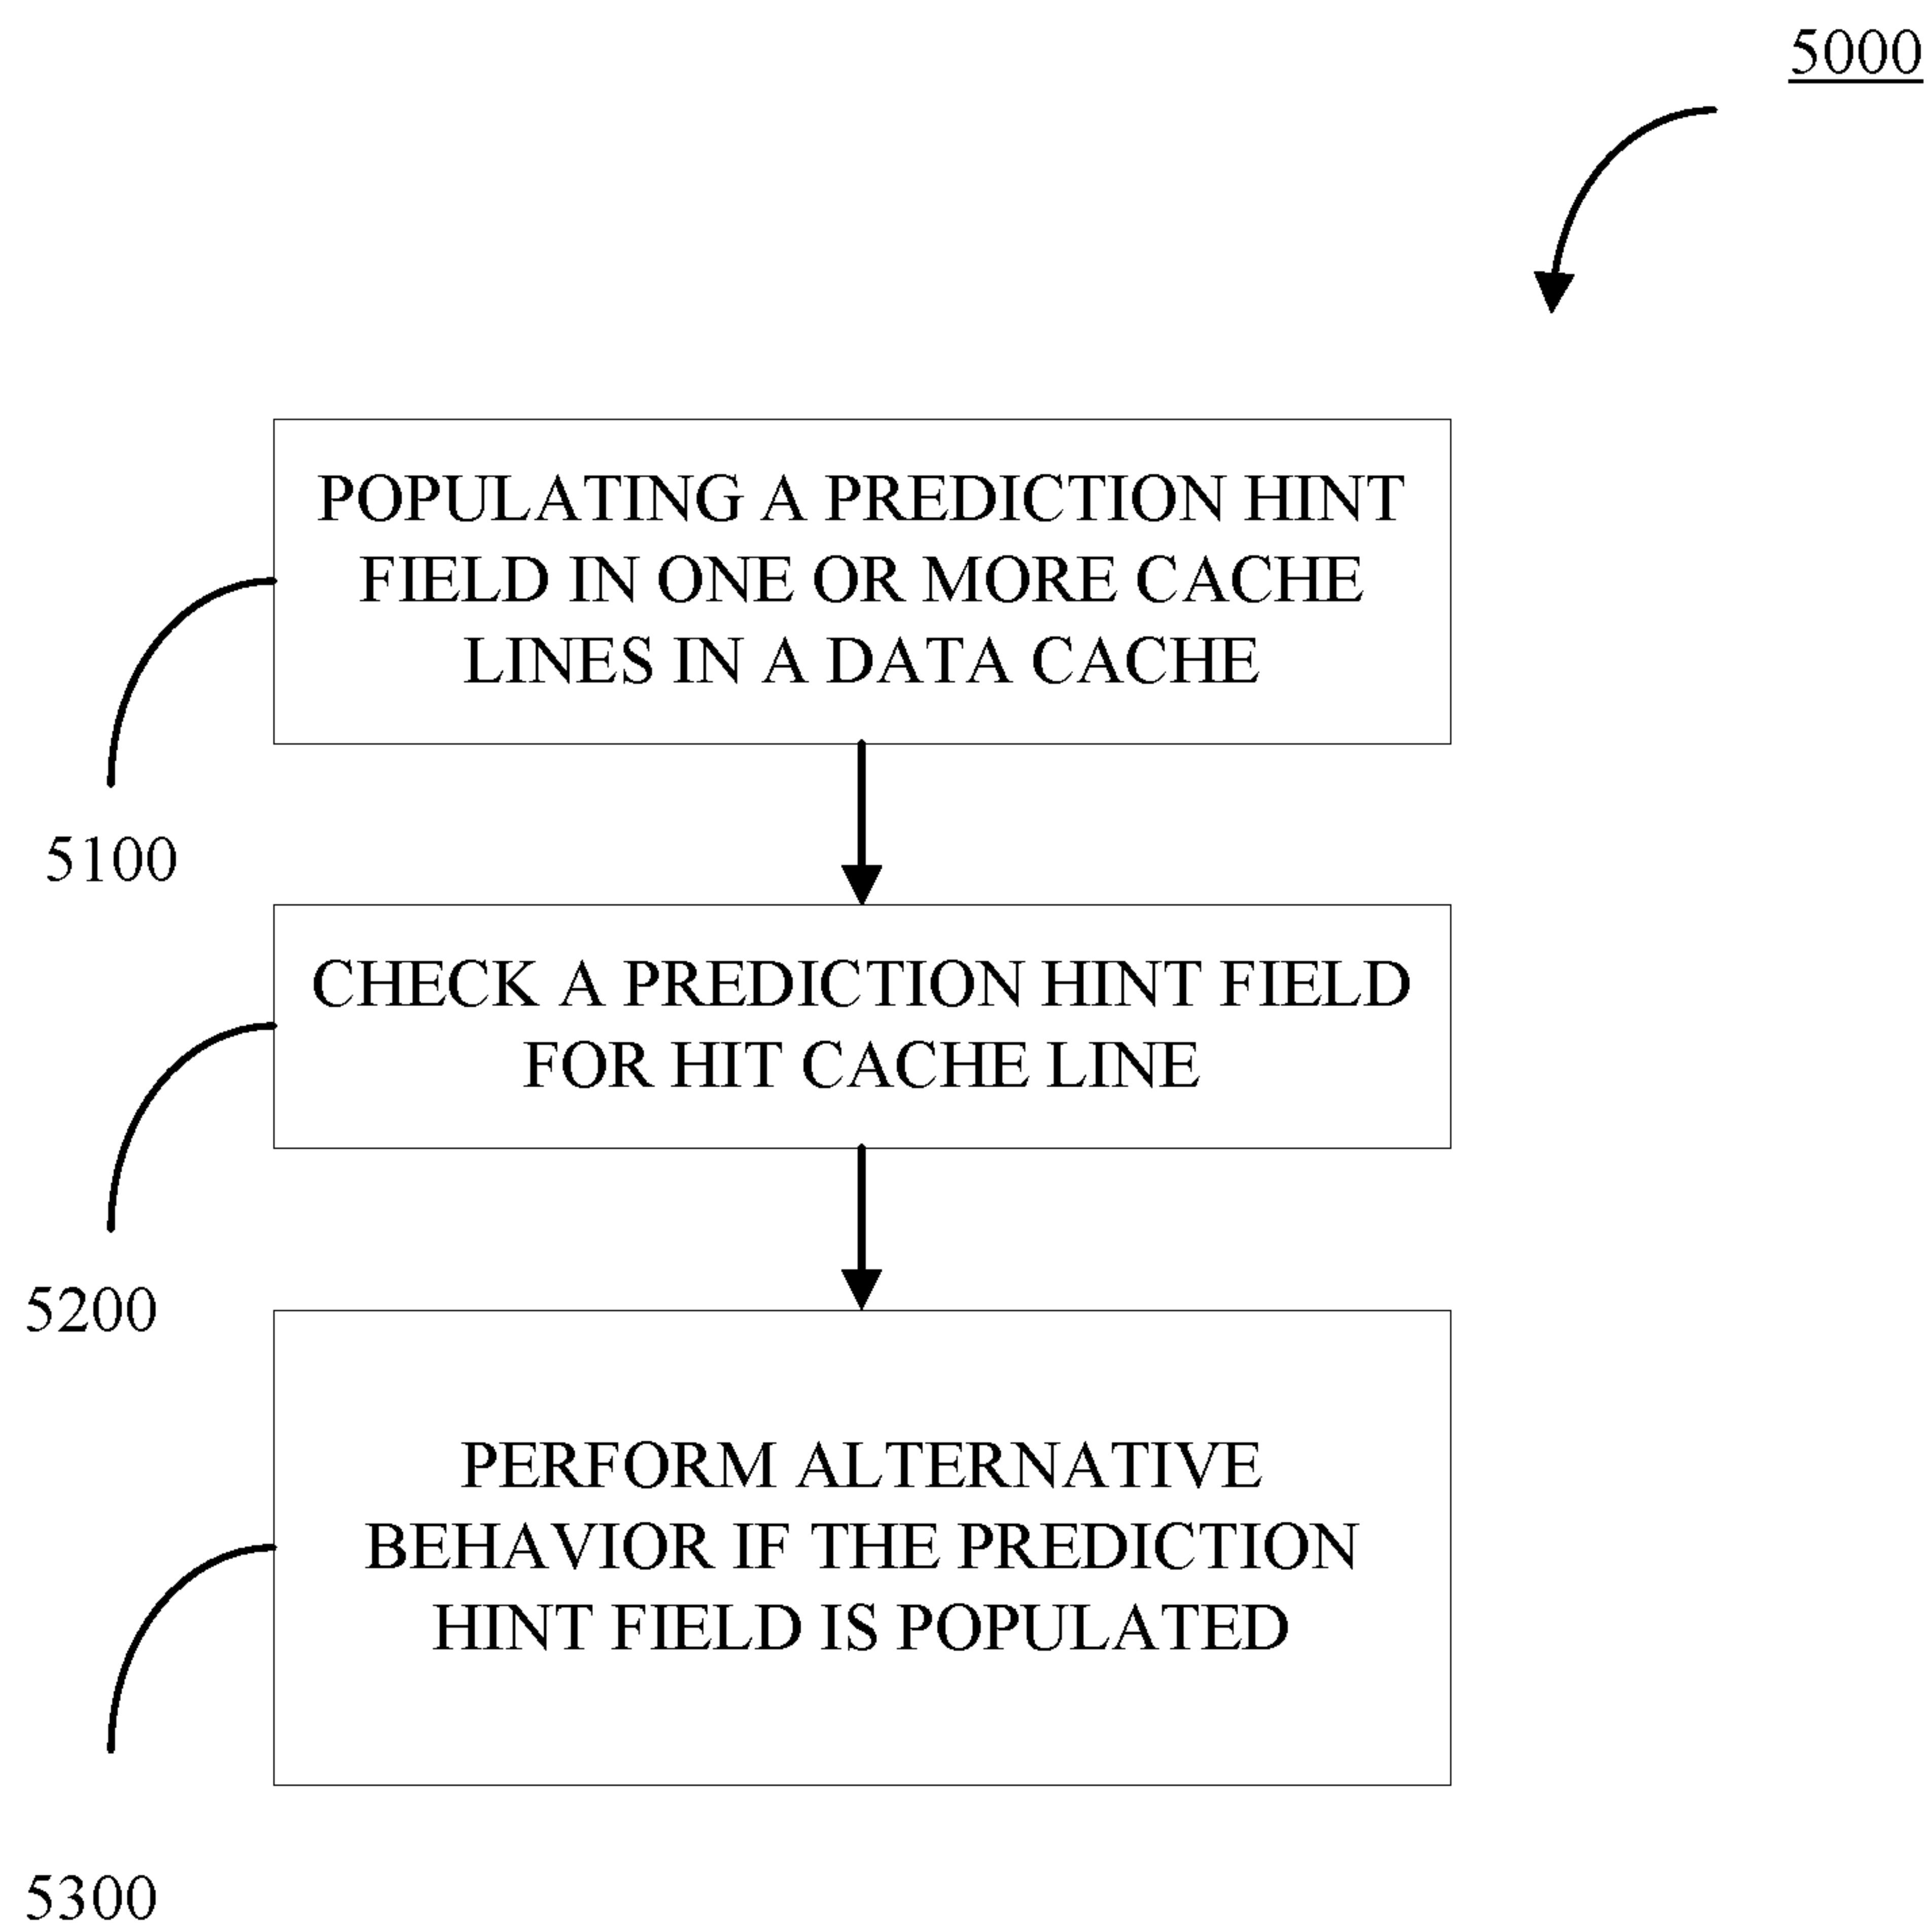 5000
POPULATING A PREDICTION HINT
FIELD IN ONE OR MORE CACHE
LINES IN A DATA CACHE
5100
CHECK A PREDICTION HINT FIELD
FOR HIT CACHE LINE
5200
PERFORM ALTERNATIVE
BEHAVIOR IF THE PREDICTION
HINT FIELD IS POPULATED
5300